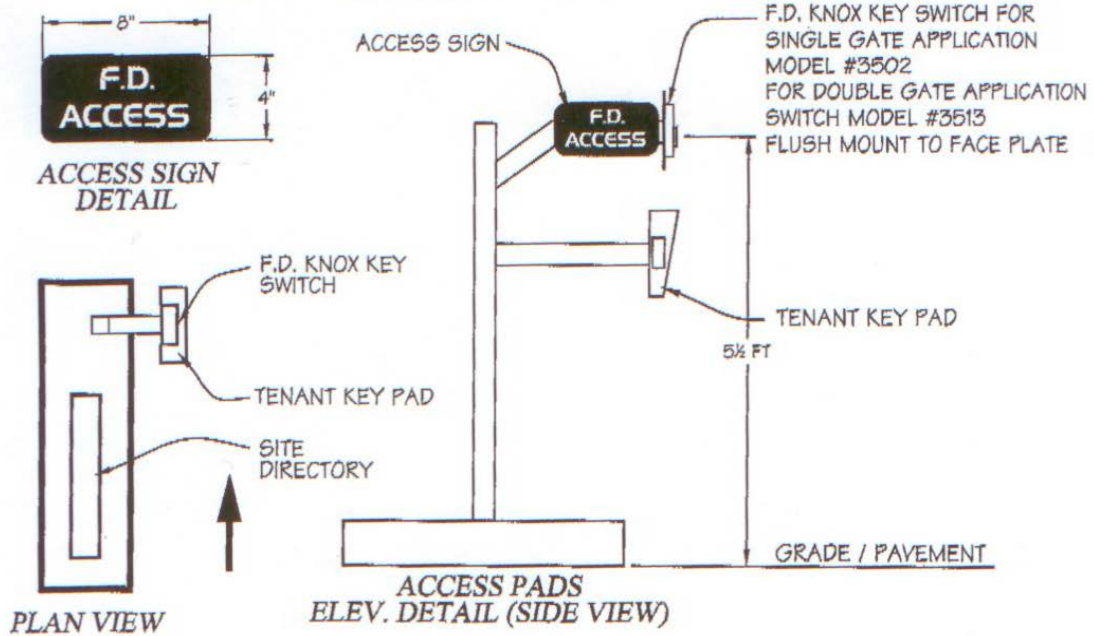 8"
F.D.
ACCESS
4"
ACCESS SIGN
DETAIL
ACCESS SIGN
F.D.
ACCESS
F.D. KNOX KEY SWITCH FOR
SINGLE GATE APPLICATION
MODEL #3502
FOR DOUBLE GATE APPLICATION
SWITCH MODEL #3513
FLUSH MOUNT TO FACE PLATE
F.D. KNOX KEY
SWITCH
TENANT KEY PAD
SITE
DIRECTORY
PLAN VIEW
TENANT KEY PAD
5½ FT
GRADE / PAVEMENT
ACCESS PADS
ELEV. DETAIL (SIDE VIEW)